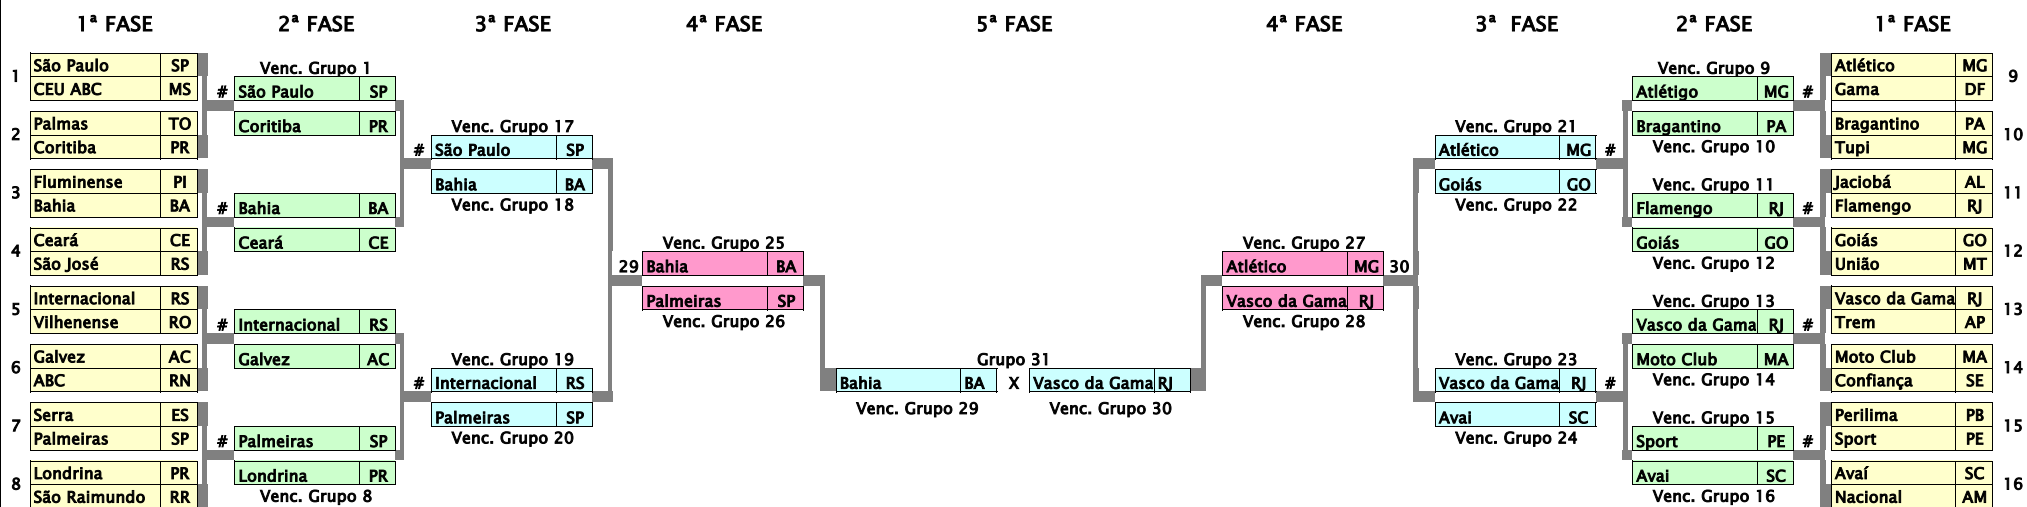 1ª FASE 2ª FASE 3ª FASE 4ª FASE 5ª FASE 4ª FASE 3ª FASE 2ª FASE 1ª FASE
1
São Paulo SP
CEU ABC MS
2
Palmas TO
Coritiba PR
3
Fluminense PI
Bahia BA
4
Ceará CE
São José RS
5
Internacional RS
Vilhenense RO
6
Galvez AC
ABC RN
7
Serra ES
Palmeiras SP
8
Londrina PR
São Raimundo RR
Venc. Grupo 1
# São Paulo SP
Coritiba PR
# Bahia BA
Ceará CE
# Internacional RS
Galvez AC
# Palmeiras SP
Londrina PR
Venc. Grupo 8
Venc. Grupo 17
# São Paulo SP
Bahia BA
Venc. Grupo 18
Venc. Grupo 19
# Internacional RS
Palmeiras SP
Venc. Grupo 20
Venc. Grupo 25
29 Bahia BA
Palmeiras SP
Venc. Grupo 26
Grupo 31
Bahia BA X Vasco da Gama RJ
Venc. Grupo 29 Venc. Grupo 30
Venc. Grupo 27
Atlético MG 30
Vasco da Gama RJ
Venc. Grupo 28
Venc. Grupo 21
Atlético MG #
Goiás GO
Venc. Grupo 22
Venc. Grupo 23
Vasco da Gama RJ #
Avai SC
Venc. Grupo 24
Venc. Grupo 9
Atlétigo MG #
Bragantino PA
Venc. Grupo 10
Venc. Grupo 11
Flamengo RJ #
Goiás GO
Venc. Grupo 12
Venc. Grupo 13
Vasco da Gama RJ #
Moto Club MA
Venc. Grupo 14
Venc. Grupo 15
Sport PE #
Avai SC
Venc. Grupo 16
Atlético MG
Gama DF
9
Bragantino PA
Tupi MG
10
Jaciobá AL
Flamengo RJ
11
Goiás GO
União MT
12
Vasco da Gama RJ
Trem AP
13
Moto Club MA
Confiança SE
14
Perilima PB
Sport PE
15
Avaí SC
Nacional AM
16